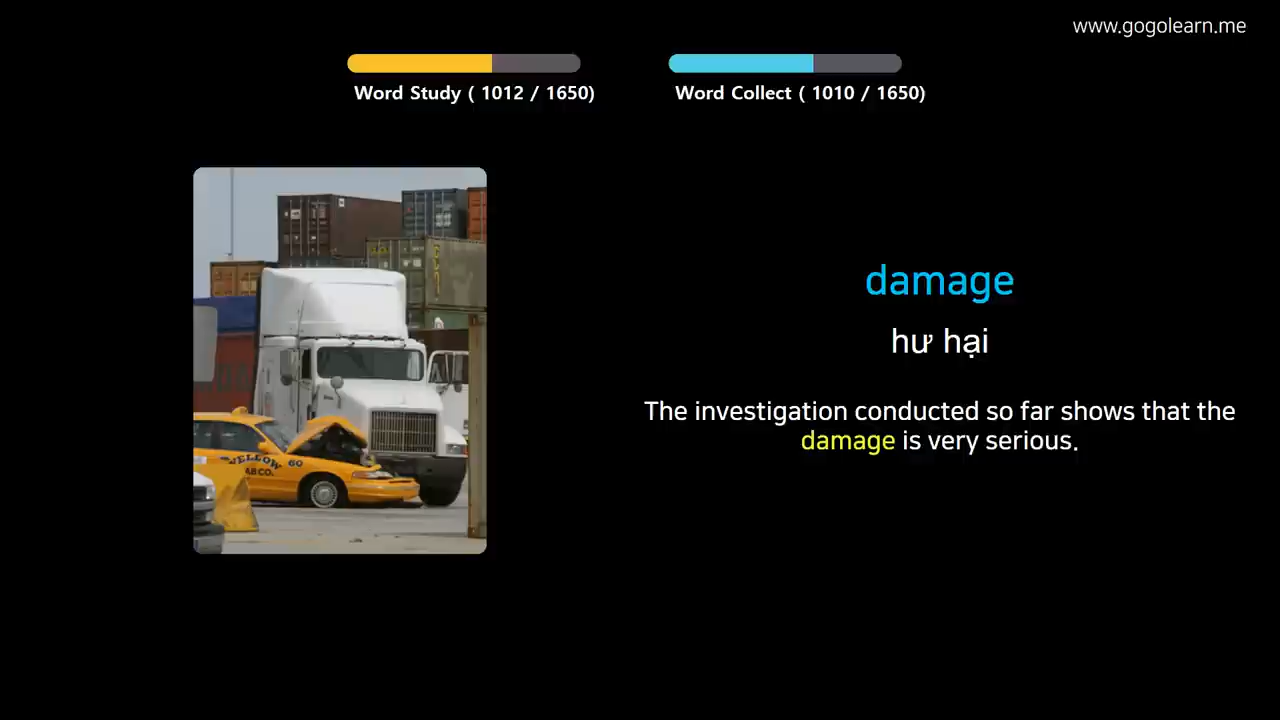 www.gogolearn.me
Word Study ( 1012 / 1650)
Word Collect ( 1010 / 1650)
YELLOW
CAB CO.
60
damage
hư hại
The investigation conducted so far shows that the
damage is very serious.